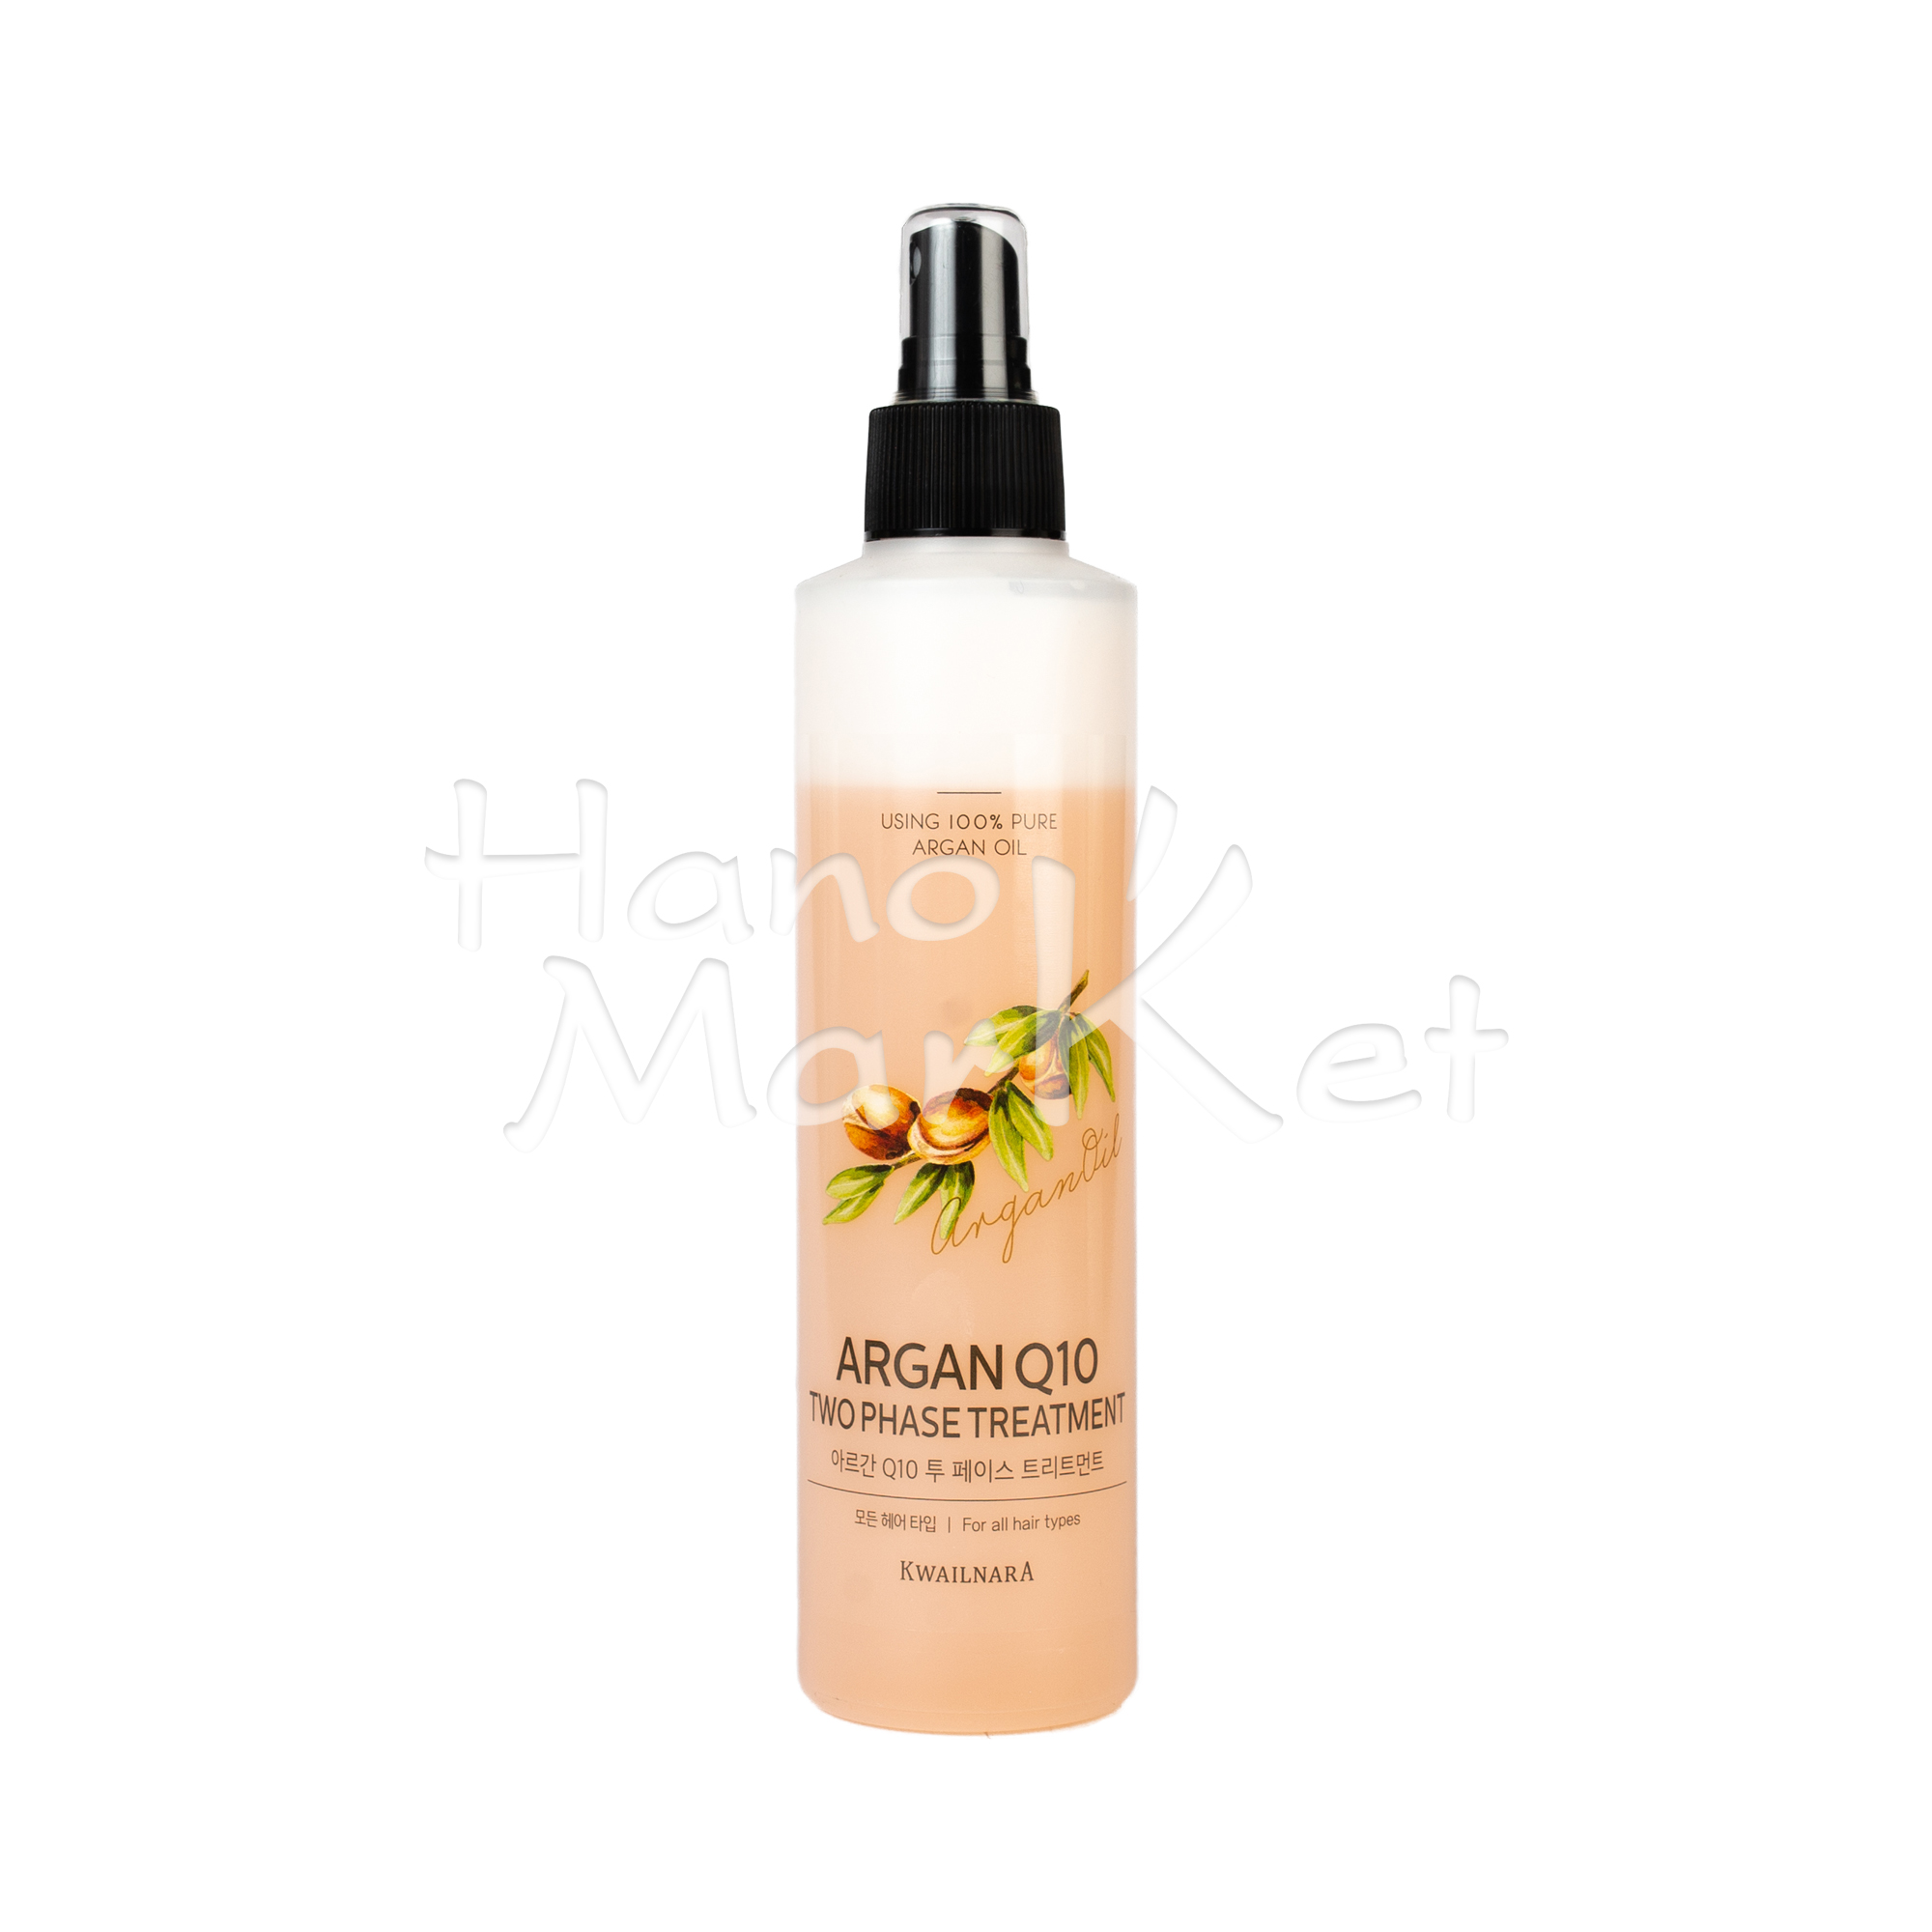 USING 100% PURE
ARGAN OIL
Hano
Market
ArganOil
ARGAN Q10
TWO PHASE TREATMENT
아르간 Q10 투 페이스 트리트먼트
모든 헤어 타입 | For all hair types
KWAILNARA